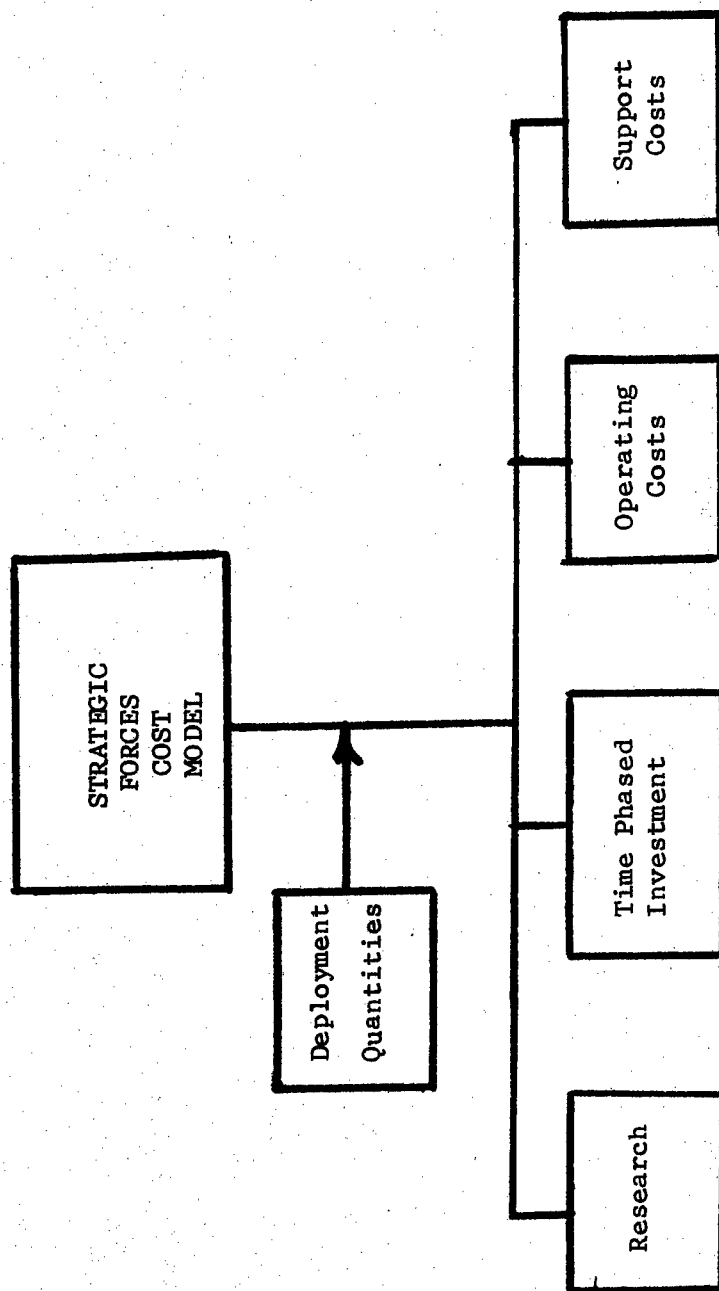 STRATEGIC
FORCES
COST
MODEL
Deployment
Quantities
Research
Time Phased
Investment
Operating
Costs
Support
Costs